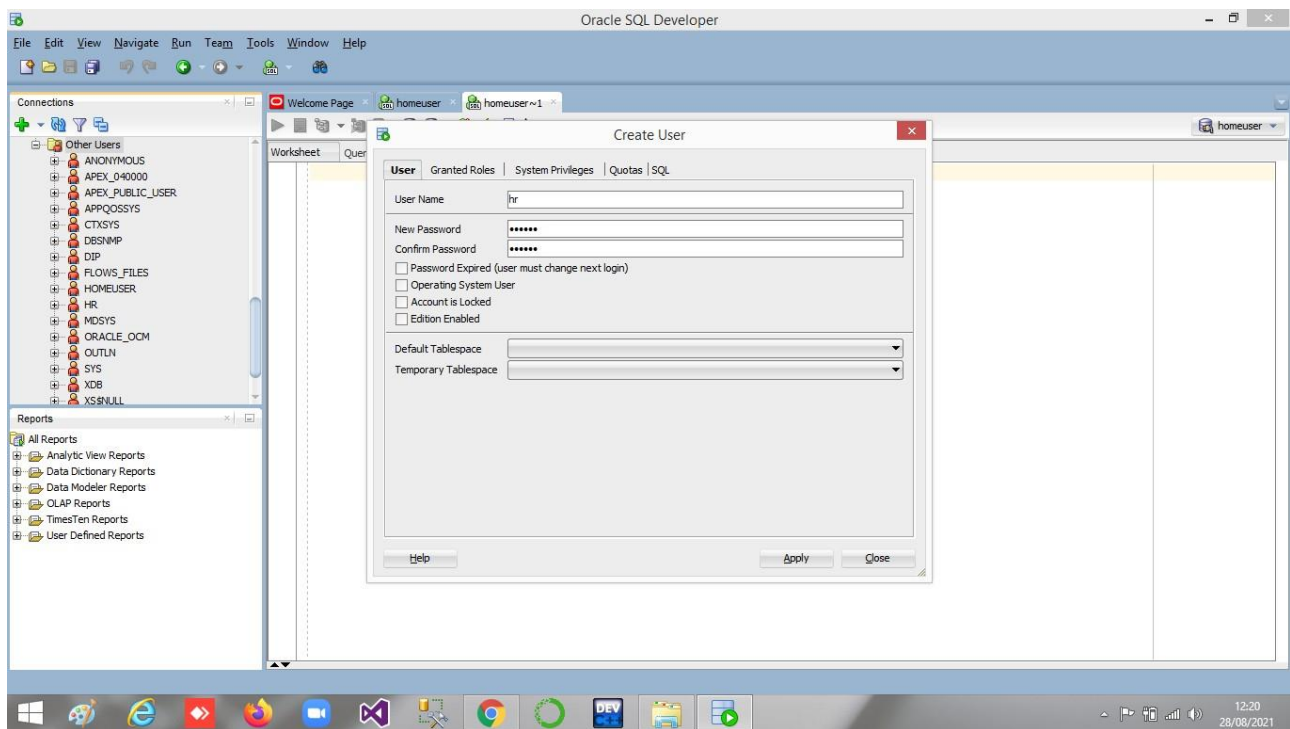 Oracle SQL Developer
File Edit View Navigate Run Team Tools Window Help
SQL
Connections
Welcome Page
homeuser
homeuser~1
homeuser
Other Users
ANONYMOUS
APEX_040000
APEX_PUBLIC_USER
APPQOSSYS
CTXSYS
DBSNMP
DIP
FLOWS_FILES
HOMEUSER
HR
MDSYS
ORACLE_OCM
OUTLN
SYS
XDB
XS$NULL
Worksheet
Create User
User Granted Roles System Privileges Quotas SQL
User Name hr
New Password ••••••
Confirm Password ••••••
Password Expired (user must change next login)
Operating System User
Account is Locked
Edition Enabled
Default Tablespace
Temporary Tablespace
Help Apply Close
Reports
All Reports
Analytic View Reports
Data Dictionary Reports
Data Modeler Reports
OLAP Reports
TimesTen Reports
User Defined Reports
DEV
12:20
28/08/2021